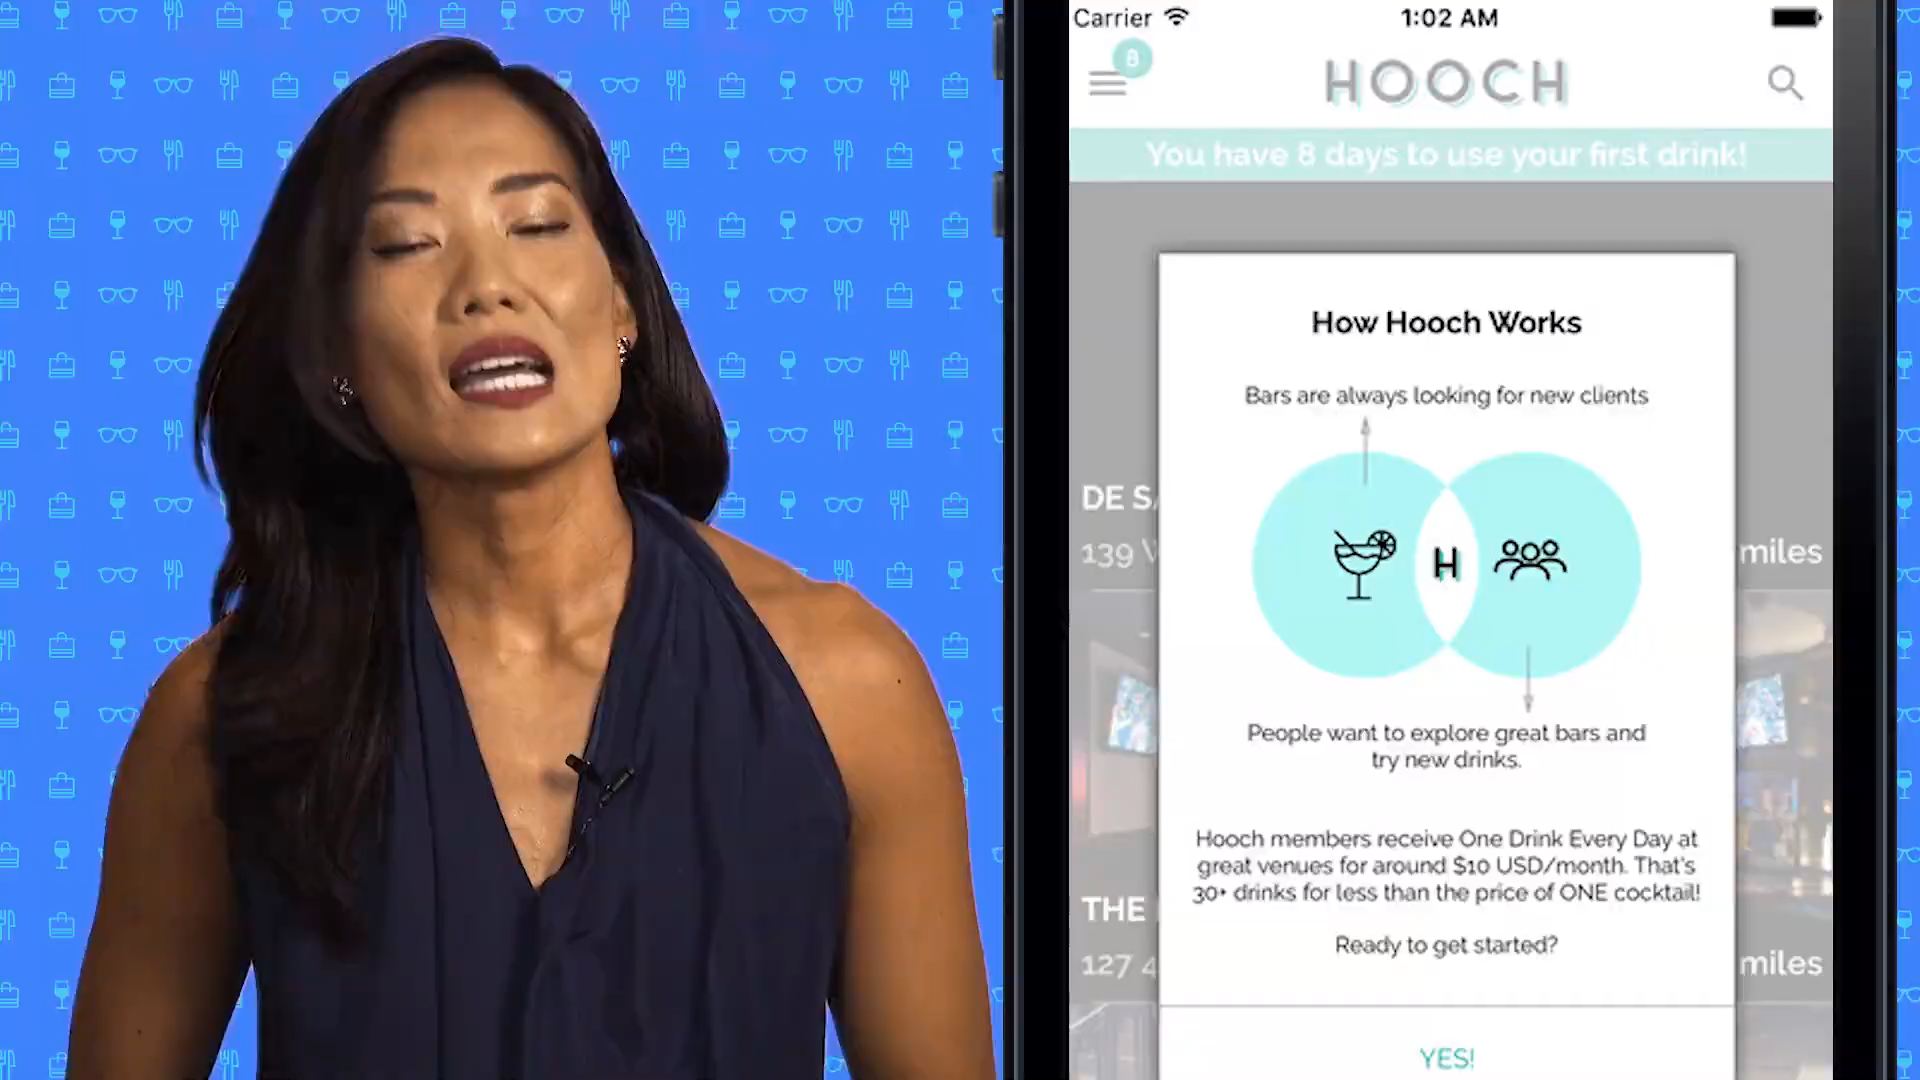 Carrier 1:02 AM
8
HOOCH
You have 8 days to use your first drink!
How Hooch Works
Bars are always looking for new clients
DE
139 miles
H
People want to explore great bars and
try new drinks.
Hooch members receive One Drink Every Day at
great venues for around $10 USD/month. That's
30+ drinks for less than the price of ONE cocktail!
THE
Ready to get started?
127 miles
YES!